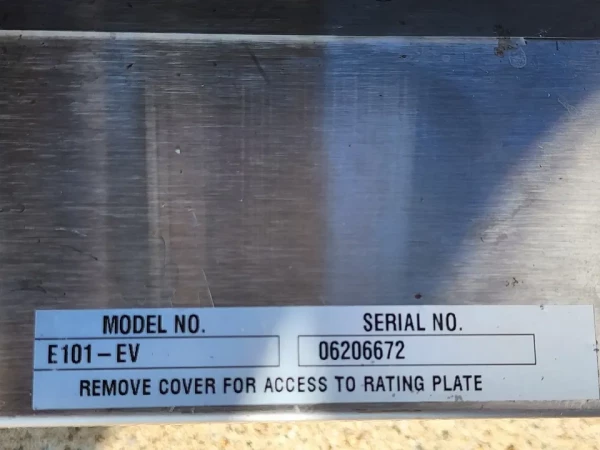 MODEL NO. SERIAL NO.
E101-EV 06206672
REMOVE COVER FOR ACCESS TO RATING PLATE